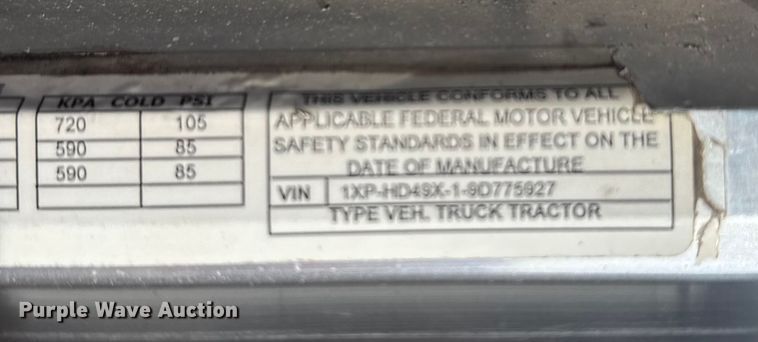 KPA COLD PSI
720 105
590 85
590 85
THIS VEHICLE CONFORMS TO ALL
APPLICABLE FEDERAL MOTOR VEHICLE
SAFETY STANDARDS IN EFFECT ON THE
DATE OF MANUFACTURE
VIN 1XP-HD49X-1-9D775927
TYPE VEH. TRUCK TRACTOR
Purple Wave Auction